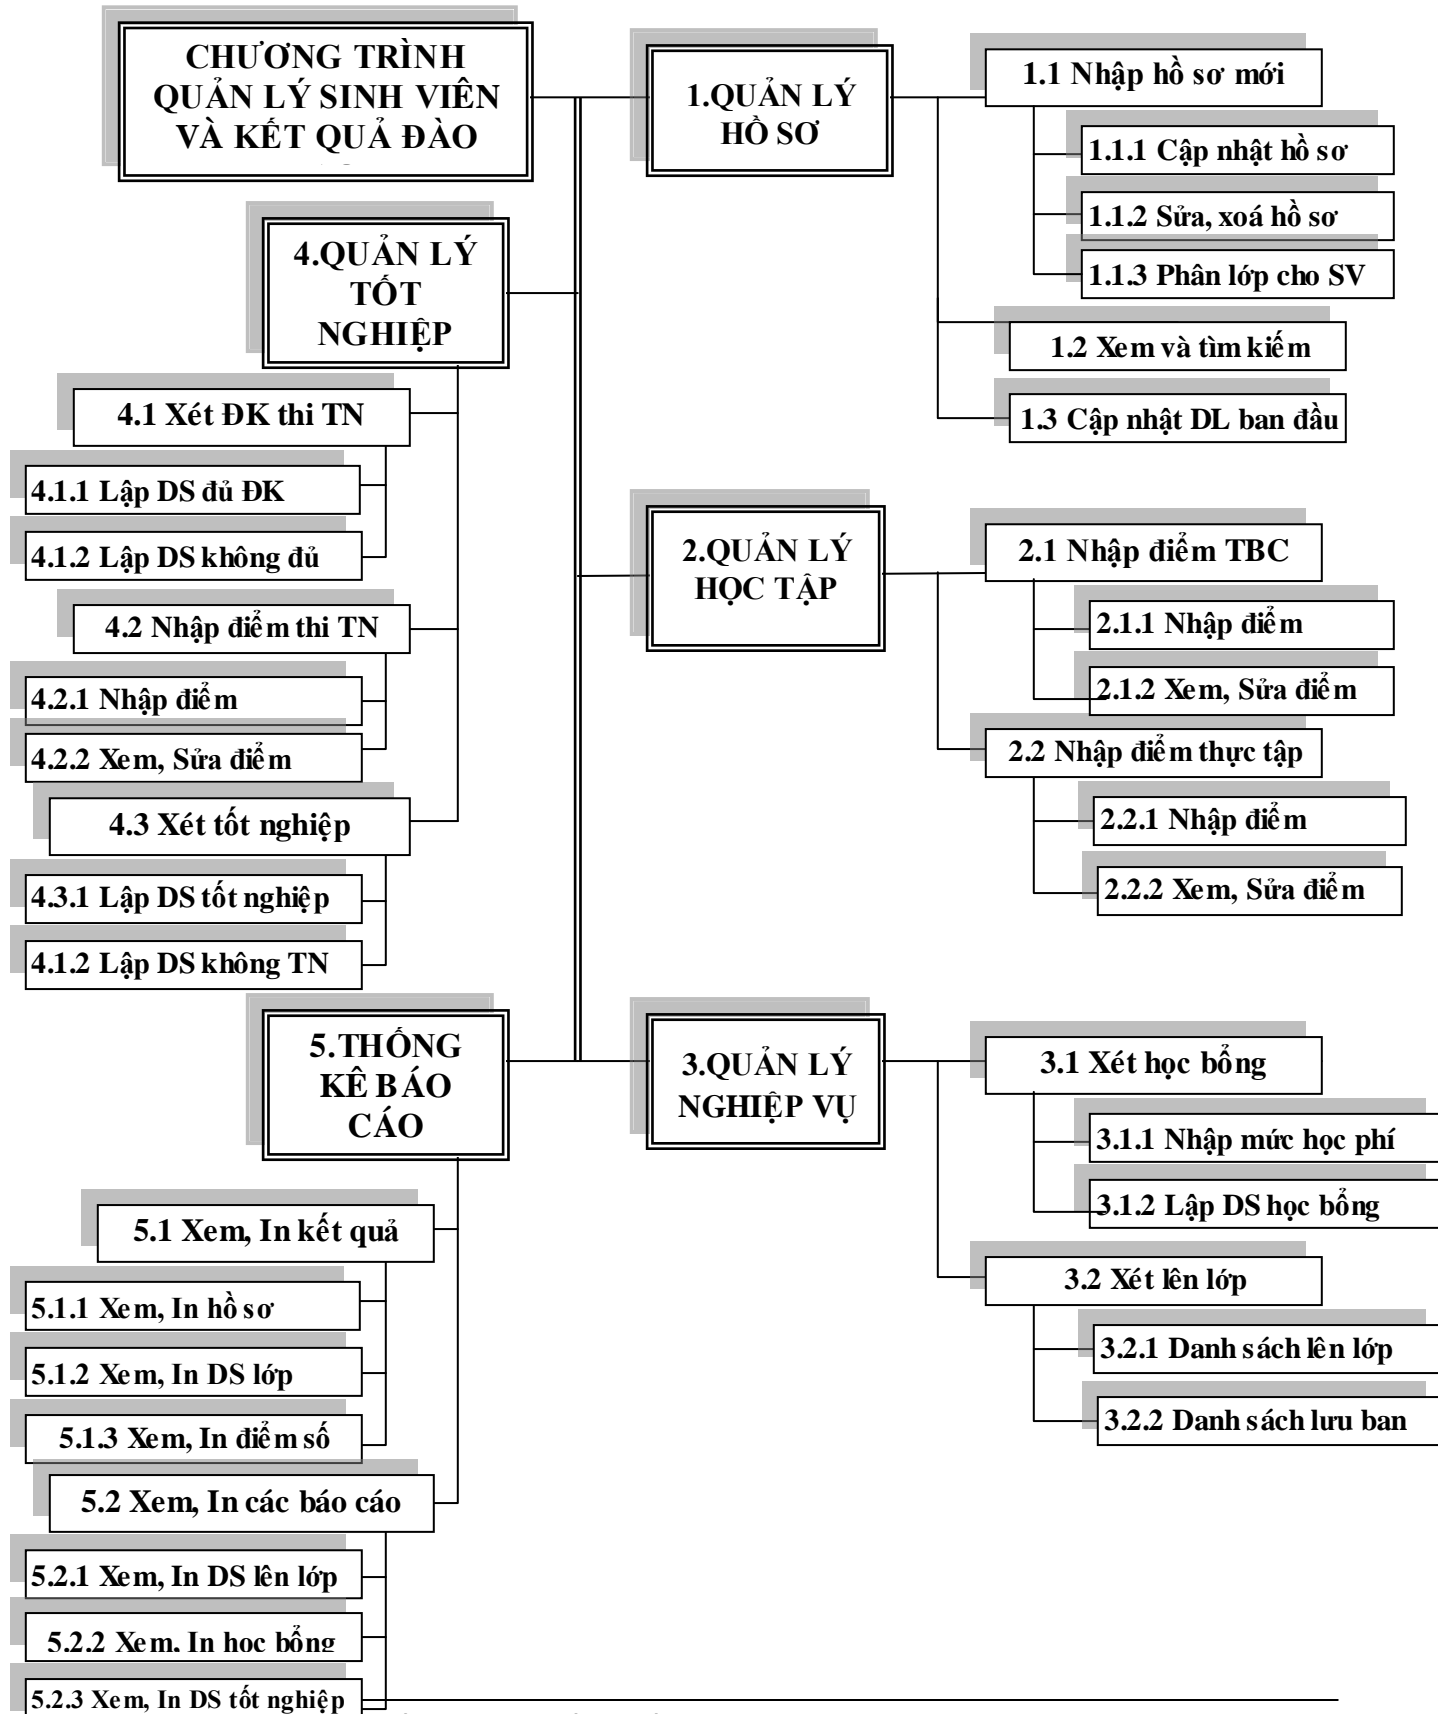 CHƯƠNG TRÌNH
QUẢN LÝ SINH VIÊN
VÀ KẾT QUẢ ĐÀO
1.QUẢN LÝ
HỒ SƠ
1.1 Nhập hồ sơ mới
1.1.1 Cập nhật hồ sơ
1.1.2 Sửa, xoá hồ sơ
1.1.3 Phân lớp cho SV
1.2 Xem và tìm kiếm
1.3 Cập nhật DL ban đầu
4.QUẢN LÝ
TỐT
NGHIỆP
4.1 Xét ĐK thi TN
4.1.1 Lập DS đủ ĐK
4.1.2 Lập DS không đủ
4.2 Nhập điểm thi TN
4.2.1 Nhập điểm
4.2.2 Xem, Sửa điểm
4.3 Xét tốt nghiệp
4.3.1 Lập DS tốt nghiệp
4.1.2 Lập DS không TN
2.QUẢN LÝ
HỌC TẬP
2.1 Nhập điểm TBC
2.1.1 Nhập điểm
2.1.2 Xem, Sửa điểm
2.2 Nhập điểm thực tập
2.2.1 Nhập điểm
2.2.2 Xem, Sửa điểm
5.THỐNG
KÊ BÁO
CÁO
5.1 Xem, In kết quả
5.1.1 Xem, In hồ sơ
5.1.2 Xem, In DS lớp
5.1.3 Xem, In điểm số
5.2 Xem, In các báo cáo
5.2.1 Xem, In DS lên lớp
5.2.2 Xem, In học bổng
5.2.3 Xem, In DS tốt nghiệp
3.QUẢN LÝ
NGHIỆP VỤ
3.1 Xét học bổng
3.1.1 Nhập mức học phí
3.1.2 Lập DS học bổng
3.2 Xét lên lớp
3.2.1 Danh sách lên lớp
3.2.2 Danh sách lưu ban